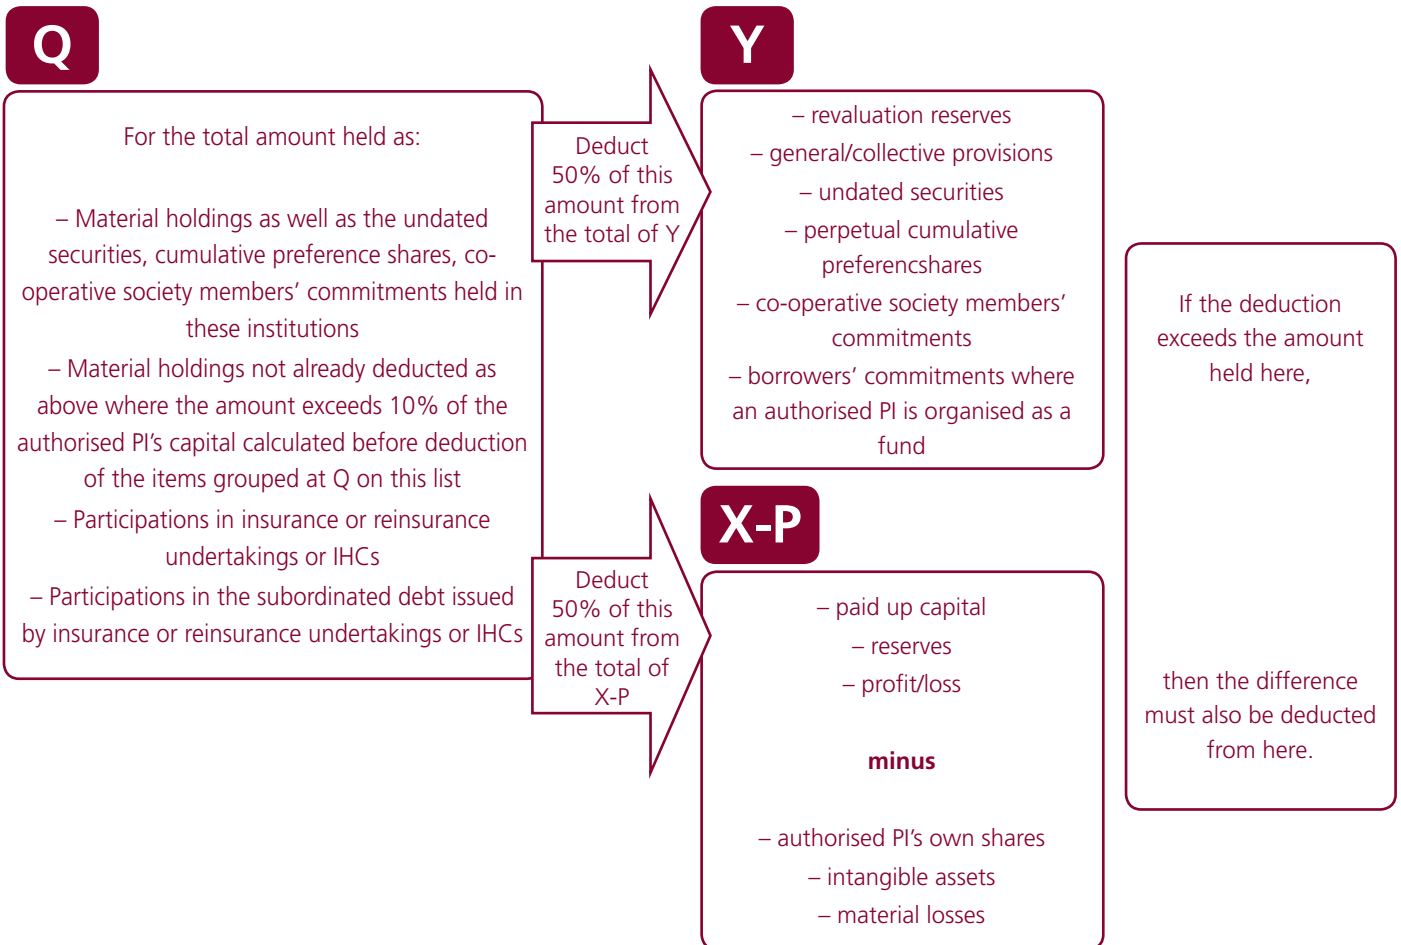 Q
For the total amount held as:
– Material holdings as well as the undated
securities, cumulative preference shares, co-
operative society members’ commitments held in
these institutions
– Material holdings not already deducted as
above where the amount exceeds 10% of the
authorised PI’s capital calculated before deduction
of the items grouped at Q on this list
– Participations in insurance or reinsurance
undertakings or IHCs
– Participations in the subordinated debt issued
by insurance or reinsurance undertakings or IHCs
Deduct
50% of this
amount from
the total of Y
Y
– revaluation reserves
– general/collective provisions
– undated securities
– perpetual cumulative
preferencshares
– co-operative society members’
commitments
– borrowers’ commitments where
an authorised PI is organised as a
fund
Deduct
50% of this
amount from
the total of
X-P
X-P
– paid up capital
– reserves
– profit/loss
minus
– authorised PI’s own shares
– intangible assets
– material losses
If the deduction
exceeds the amount
held here,
then the difference
must also be deducted
from here.